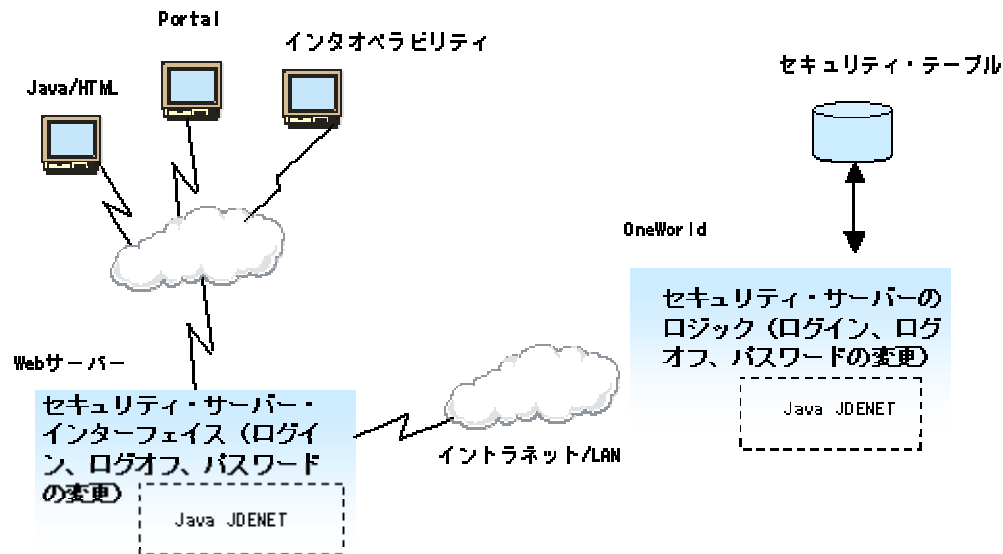 Portal
インタオペラビリティ
Java/HTML
セキュリティ・テーブル
OneWorld
セキュリティ・サーバーの
ロジック（ログイン、ログ
オフ、パスワードの変更）
Java JDENET
Webサーバー
セキュリティ・サーバー・
インターフェイス（ログイ
ン、ログオフ、パスワード
の変更）
Java JDENET
イントラネット/LAN